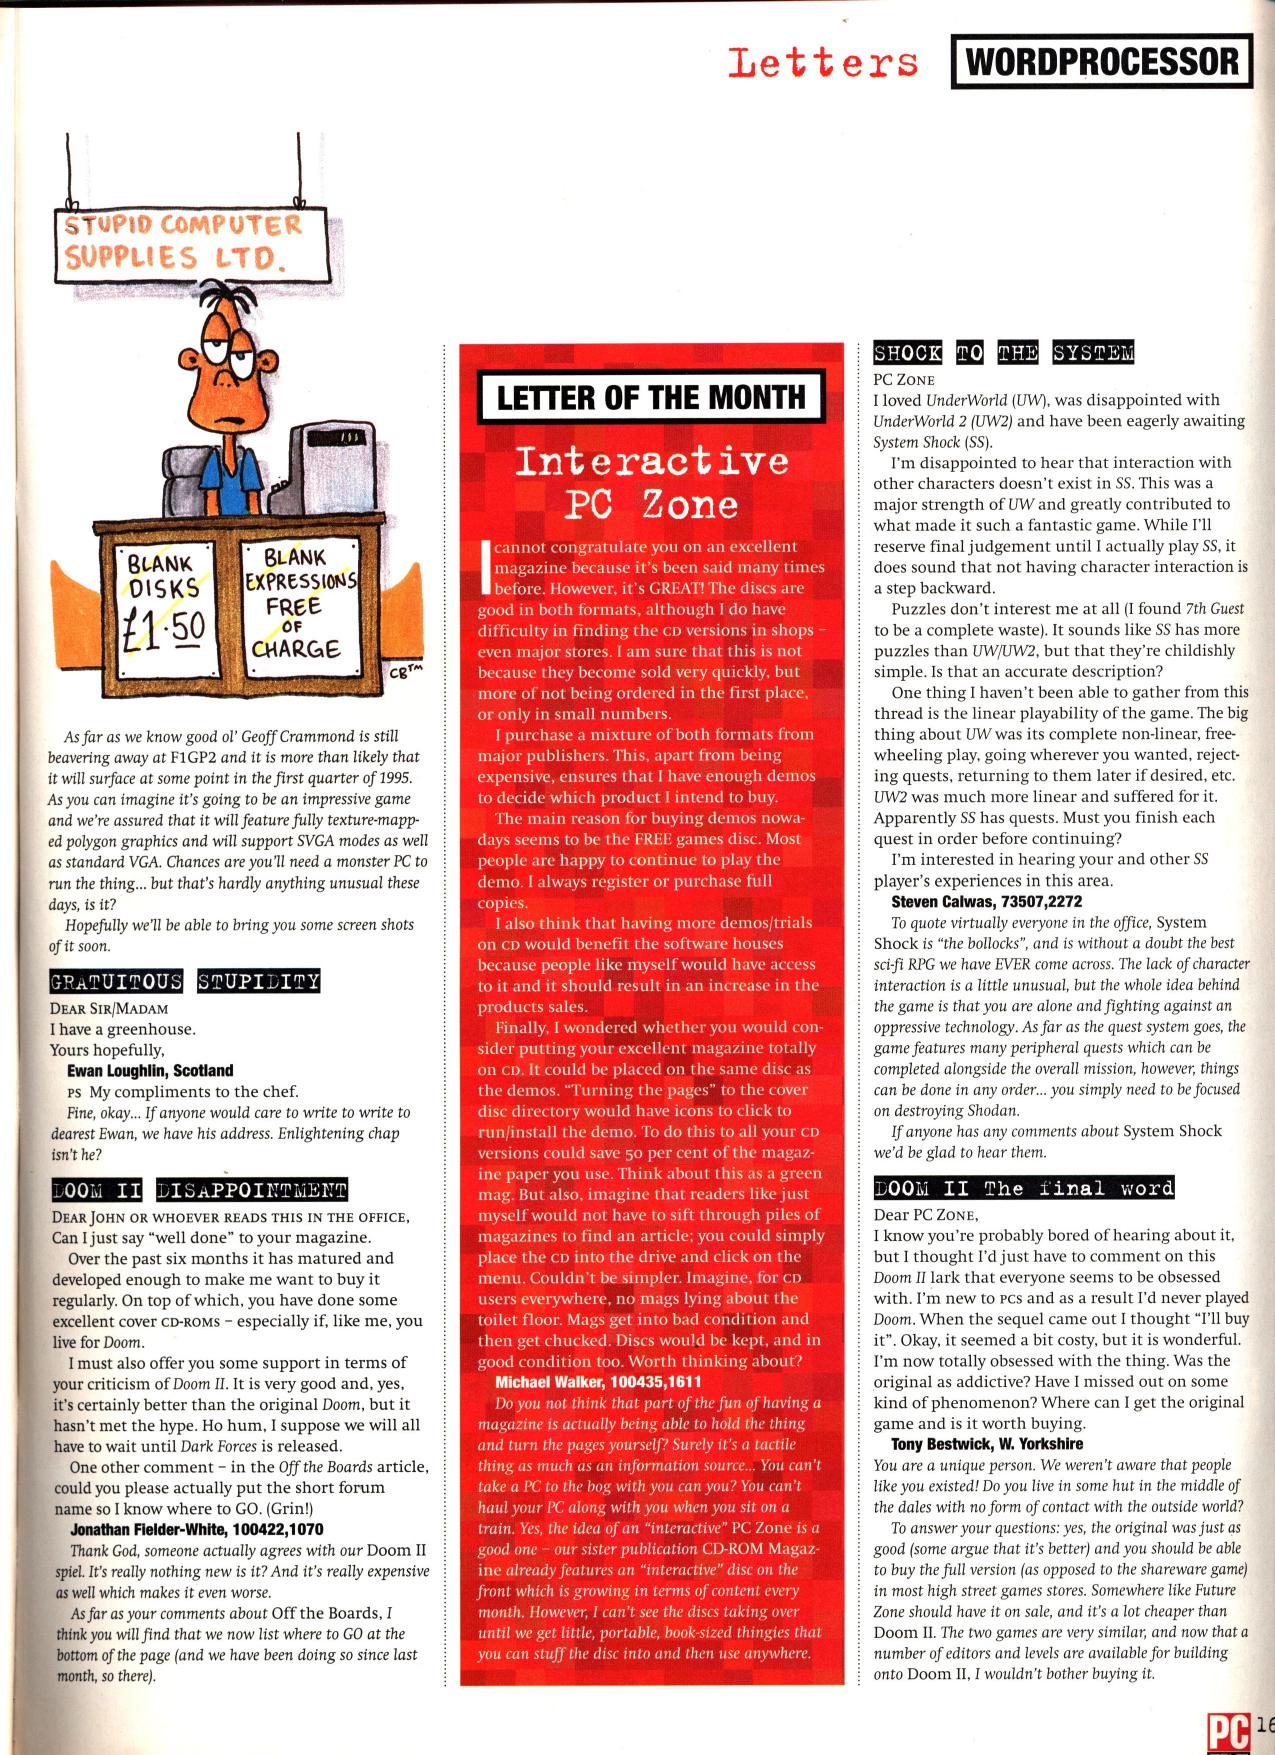 Letters WORDPROCESSOR
STUPID COMPUTER
SUPPLIES LTD.
BLANK
DISKS
£1·50
BLANK
EXPRESSIONS
FREE
OF
CHARGE
CB™
As far as we know good ol' Geoff Crammond is still
beavering away at F1GP2 and it is more than likely that
it will surface at some point in the first quarter of 1995.
As you can imagine it's going to be an impressive game
and we're assured that it will feature fully texture-mapp-
ed polygon graphics and will support SVGA modes as well
as standard VGA. Chances are you'll need a monster PC to
run the thing... but that's hardly anything unusual these
days, is it?
Hopefully we'll be able to bring you some screen shots
of it soon.
GRATUITOUS STUPIDITY
DEAR SIR/MADAM
I have a greenhouse.
Yours hopefully,
Ewan Loughlin, Scotland
PS My compliments to the chef.
Fine, okay... If anyone would care to write to write to
dearest Ewan, we have his address. Enlightening chap
isn't he?
DOOM II DISAPPOINTMENT
DEAR JOHN OR WHOEVER READS THIS IN THE OFFICE,
Can I just say "well done" to your magazine.
Over the past six months it has matured and
developed enough to make me want to buy it
regularly. On top of which, you have done some
excellent cover CD-ROMs – especially if, like me, you
live for Doom.
I must also offer you some support in terms of
your criticism of Doom II. It is very good and, yes,
it's certainly better than the original Doom, but it
hasn't met the hype. Ho hum, I suppose we will all
have to wait until Dark Forces is released.
One other comment – in the Off the Boards article,
could you please actually put the short forum
name so I know where to GO. (Grin!)
Jonathan Fielder-White, 100422,1070
Thank God, someone actually agrees with our Doom II
spiel. It's really nothing new is it? And it's really expensive
as well which makes it even worse.
As far as your comments about Off the Boards, I
think you will find that we now list where to GO at the
bottom of the page (and we have been doing so since last
month, so there).
LETTER OF THE MONTH
Interactive
PC Zone
I cannot congratulate you on an excellent
magazine because it's been said many times
before. However, it's GREAT! The discs are
good in both formats, although I do have
difficulty in finding the CD versions in shops –
even major stores. I am sure that this is not
because they become sold very quickly, but
more of not being ordered in the first place,
or only in small numbers.
I purchase a mixture of both formats from
major publishers. This, apart from being
expensive, ensures that I have enough demos
to decide which product I intend to buy.
The main reason for buying demos nowa-
days seems to be the FREE games disc. Most
people are happy to continue to play the
demo. I always register or purchase full
copies.
I also think that having more demos/trials
on CD would benefit the software houses
because people like myself would have access
to it and it should result in an increase in the
products sales.
Finally, I wondered whether you would con-
sider putting your excellent magazine totally
on CD. It could be placed on the same disc as
the demos. "Turning the pages" to the cover
disc directory would have icons to click to
run/install the demo. To do this to all your CD
versions could save 50 per cent of the magaz-
ine paper you use. Think about this as a green
mag. But also, imagine that readers like just
myself would not have to sift through piles of
magazines to find an article; you could simply
place the CD into the drive and click on the
menu. Couldn't be simpler. Imagine, for CD
users everywhere, no mags lying about the
toilet floor. Mags get into bad condition and
then get chucked. Discs would be kept, and in
good condition too. Worth thinking about?
Michael Walker, 100435,1611
Do you not think that part of the fun of having a
magazine is actually being able to hold the thing
and turn the pages yourself? Surely it's a tactile
thing as much as an information source... You can't
take a PC to the bog with you can you? You can't
haul your PC along with you when you sit on a
train. Yes, the idea of an "interactive" PC Zone is a
good one – our sister publication CD-ROM Magaz-
ine already features an "interactive" disc on the
front which is growing in terms of content every
month. However, I can't see the discs taking over
until we get little, portable, book-sized thingies that
you can stuff the disc into and then use anywhere.
SHOCK TO THE SYSTEM
PC ZONE
I loved UnderWorld (UW), was disappointed with
UnderWorld 2 (UW2) and have been eagerly awaiting
System Shock (SS).
I'm disappointed to hear that interaction with
other characters doesn't exist in SS. This was a
major strength of UW and greatly contributed to
what made it such a fantastic game. While I'll
reserve final judgement until I actually play SS, it
does sound that not having character interaction is
a step backward.
Puzzles don't interest me at all (I found 7th Guest
to be a complete waste). It sounds like SS has more
puzzles than UW/UW2, but that they're childishly
simple. Is that an accurate description?
One thing I haven't been able to gather from this
thread is the linear playability of the game. The big
thing about UW was its complete non-linear, free-
wheeling play, going wherever you wanted, reject-
ing quests, returning to them later if desired, etc.
UW2 was much more linear and suffered for it.
Apparently SS has quests. Must you finish each
quest in order before continuing?
I'm interested in hearing your and other SS
player's experiences in this area.
Steven Calwas, 73507,2272
To quote virtually everyone in the office, System
Shock is "the bollocks", and is without a doubt the best
sci-fi RPG we have EVER come across. The lack of character
interaction is a little unusual, but the whole idea behind
the game is that you are alone and fighting against an
oppressive technology. As far as the quest system goes, the
game features many peripheral quests which can be
completed alongside the overall mission, however, things
can be done in any order... you simply need to be focused
on destroying Shodan.
If anyone has any comments about System Shock
we'd be glad to hear them.
DOOM II The final word
Dear PC ZONE,
I know you're probably bored of hearing about it,
but I thought I'd just have to comment on this
Doom II lark that everyone seems to be obsessed
with. I'm new to PCs and as a result I'd never played
Doom. When the sequel came out I thought "I'll buy
it". Okay, it seemed a bit costy, but it is wonderful.
I'm now totally obsessed with the thing. Was the
original as addictive? Have I missed out on some
kind of phenomenon? Where can I get the original
game and is it worth buying.
Tony Bestwick, W. Yorkshire
You are a unique person. We weren't aware that people
like you existed! Do you live in some hut in the middle of
the dales with no form of contact with the outside world?
To answer your questions: yes, the original was just as
good (some argue that it's better) and you should be able
to buy the full version (as opposed to the shareware game)
in most high street games stores. Somewhere like Future
Zone should have it on sale, and it's a lot cheaper than
Doom II. The two games are very similar, and now that a
number of editors and levels are available for building
onto Doom II, I wouldn't bother buying it.
PC 16